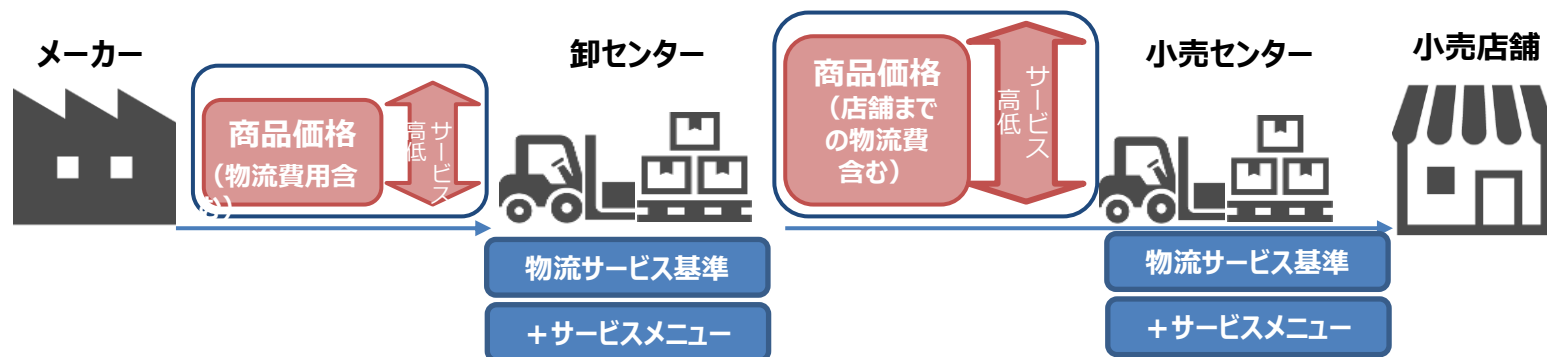 メーカー
商品価格
（物流費用含
む）
サービス
高低
卸センター
物流サービス基準
+サービスメニュー
商品価格
（店舗まで
の物流費
含む）
サービス
高低
小売センター
物流サービス基準
+サービスメニュー
小売店舗